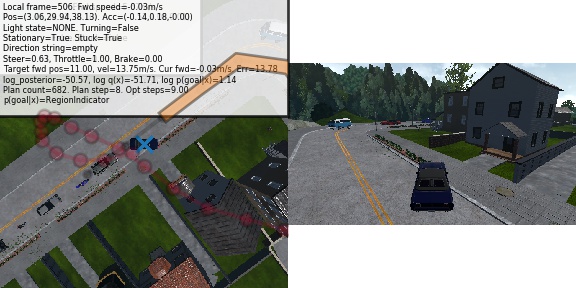 Local frame=506. Fwd speed=-0.03m/s
Pos=(3.06,29.94,38.13). Acc=(-0.14,0.18,-0.00)
Light state=NONE. Turning=False
Stationary=True. Stuck=True
Direction string=empty
Steer=0.63, Throttle=1.00, Brake=0.00
Target fwd pos=11.00, vel=13.75m/s. Cur fwd=-0.03m/s, Err=13.78
log_posterior=-50.57, log q(x)=-51.71, log p(goal|x)=1.14
Plan count=682. Plan step=8. Opt steps=9.00
p(goal|x)=RegionIndicator